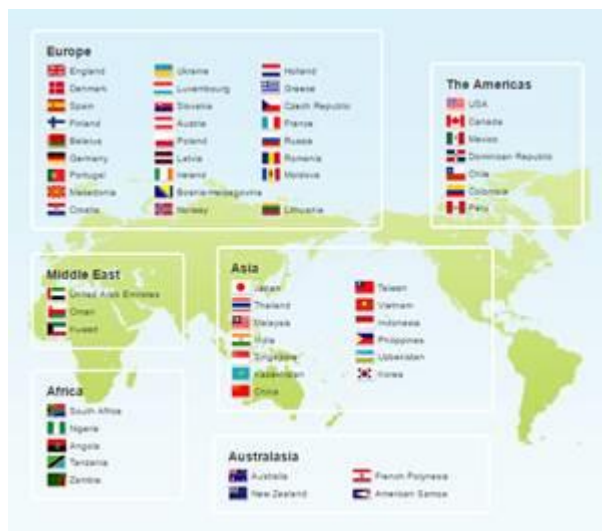 Europe
England
Denmark
Spain
Finland
Belarus
Germany
Portugal
Makedonia
Croatia
Ukraine
Luxembourg
Slovakia
Austria
Poland
Latvia
Ireland
Bosnia-Herzegovina
Norway
Holland
Greece
Czech Republic
France
Russia
Romania
Moldova
Lithuania
The Americas
USA
Canada
Mexico
Dominican Republic
Chile
Colombia
Peru
Middle East
United Arab Emirates
Oman
Kuwait
Asia
Japan
Thailand
Malaysia
India
Singapore
Kazakhstan
China
Taiwan
Vietnam
Indonesia
Philippines
Uzbekistan
Korea
Africa
South Africa
Nigeria
Angola
Tanzania
Zambia
Australasia
Australia
New Zealand
French Polynesia
American Samoa